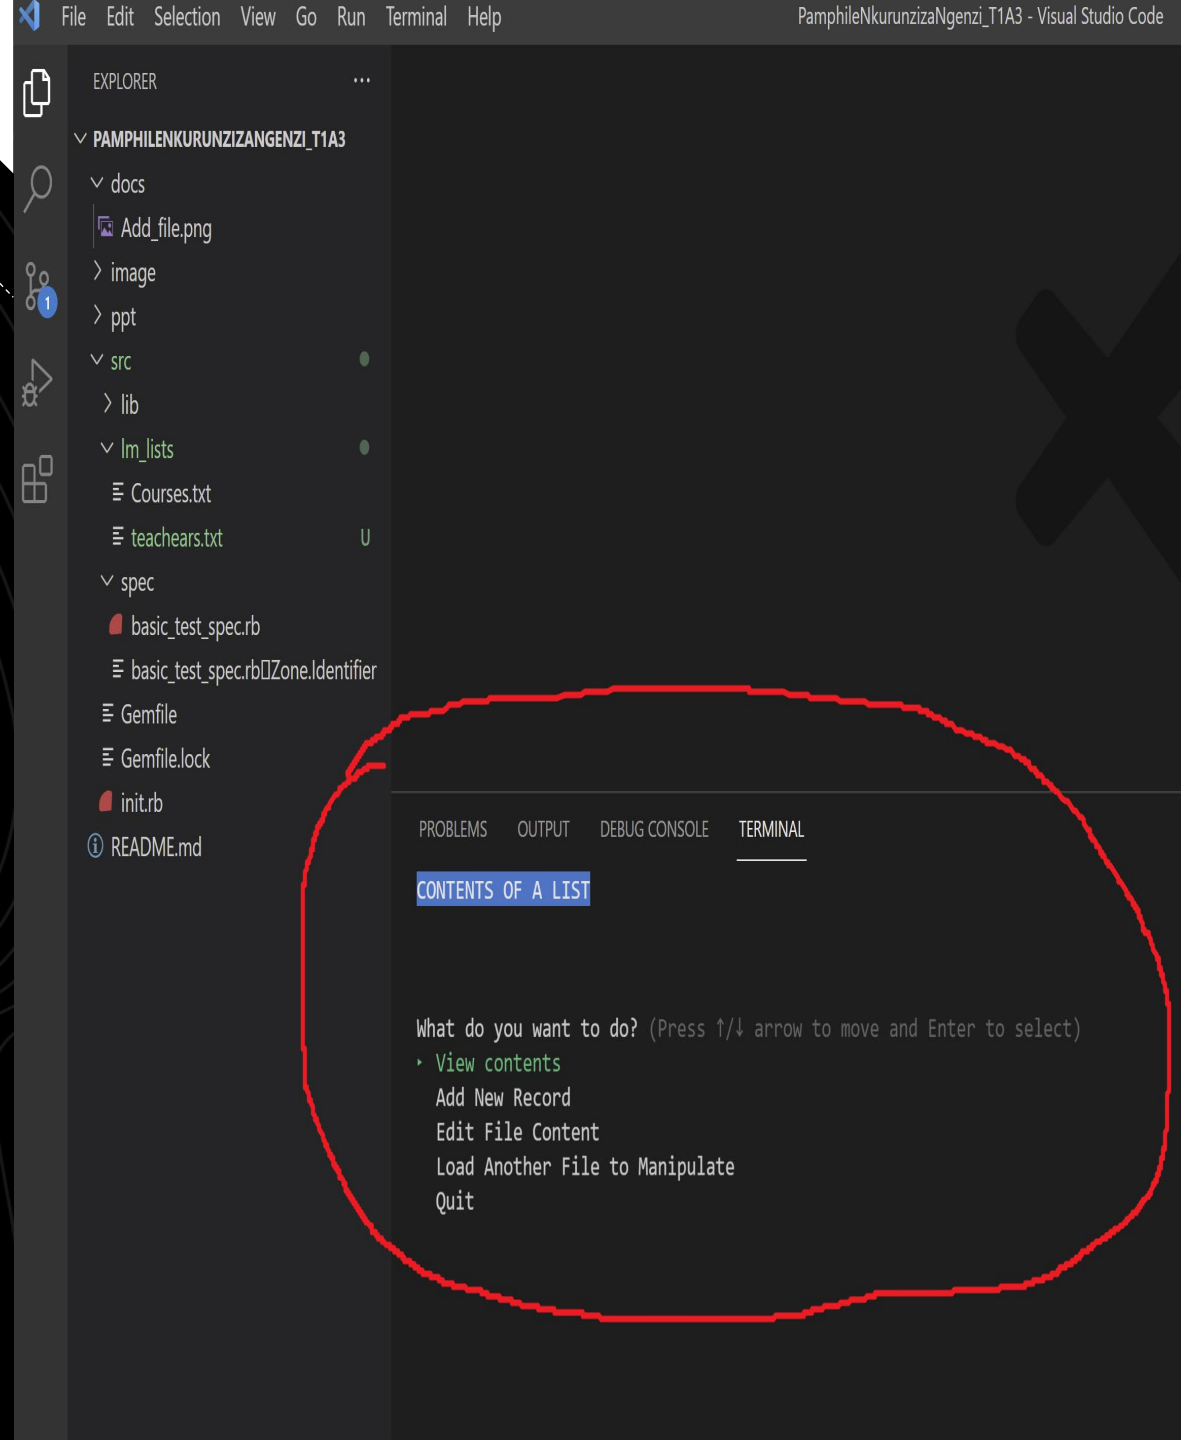 File Edit Selection View Go Run Terminal Help PamphileNkurunzizaNgenzi_T1A3 - Visual Studio Code
EXPLORER ...
PAMPHILENKURUNZIZANGENZI_T1A3
docs
Add_file.png
image
1
ppt
src
lib
lm_lists
Courses.txt
teachears.txt U
spec
basic_test_spec.rb
basic_test_spec.rb▯Zone.Identifier
Gemfile
Gemfile.lock
init.rb
README.md
PROBLEMS OUTPUT DEBUG CONSOLE TERMINAL
CONTENTS OF A LIST
What do you want to do? (Press ↑/↓ arrow to move and Enter to select)
‣ View contents
Add New Record
Edit File Content
Load Another File to Manipulate
Quit